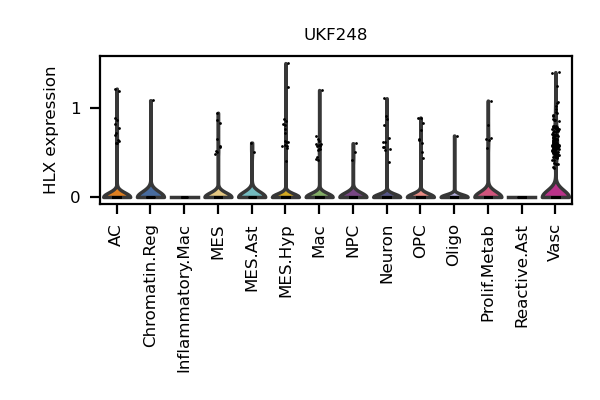 UKF248
HLX expression
1
0
AC
Chromatin.Reg
Inflammatory.Mac
MES
MES.Ast
MES.Hyp
Mac
NPC
Neuron
OPC
Oligo
Prolif.Metab
Reactive.Ast
Vasc